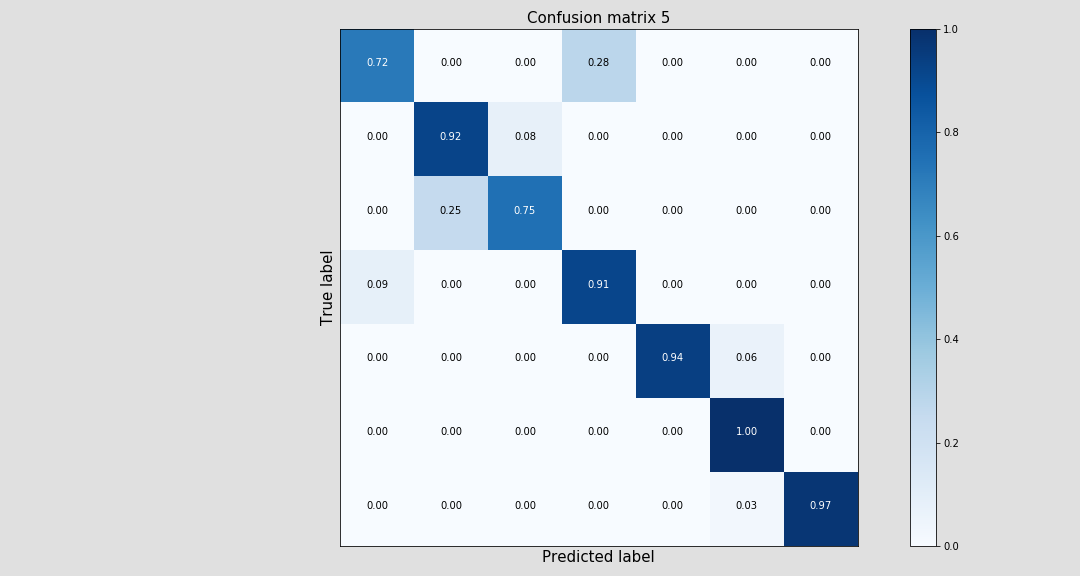 Confusion matrix 5
0.72 0.00 0.00 0.28 0.00 0.00 0.00
0.00 0.92 0.08 0.00 0.00 0.00 0.00
0.00 0.25 0.75 0.00 0.00 0.00 0.00
0.09 0.00 0.00 0.91 0.00 0.00 0.00
0.00 0.00 0.00 0.00 0.94 0.06 0.00
0.00 0.00 0.00 0.00 0.00 1.00 0.00
0.00 0.00 0.00 0.00 0.00 0.03 0.97
True label
Predicted label
1.0
0.8
0.6
0.4
0.2
0.0